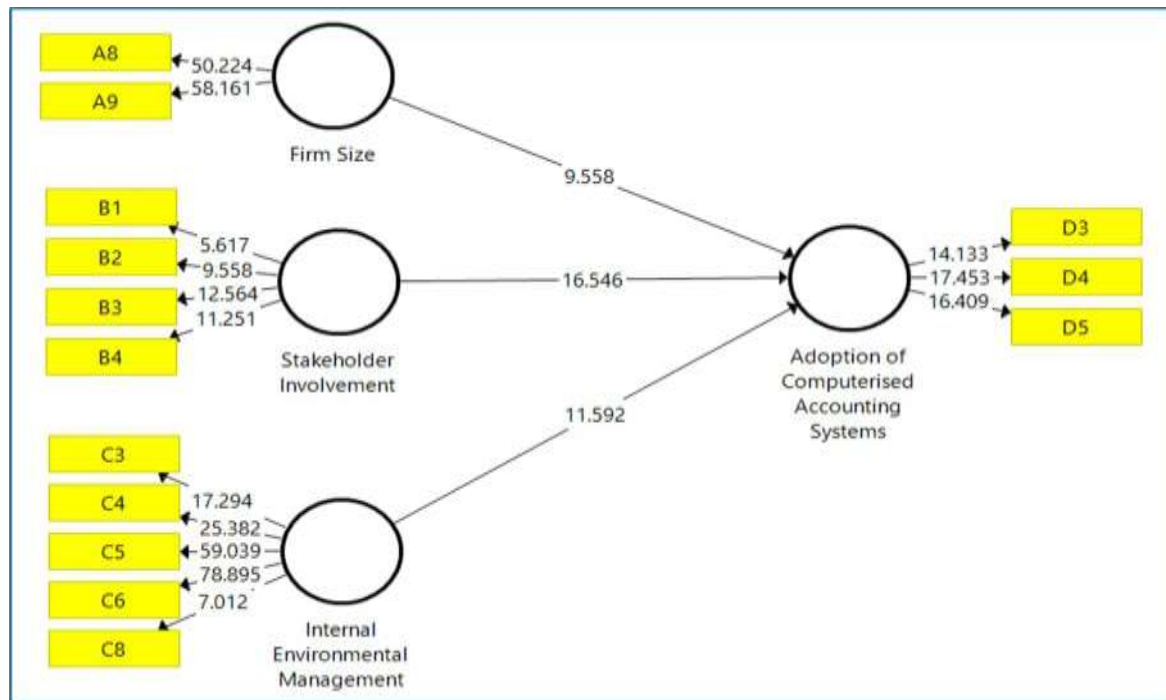 A8
50.224
58.161
A9
Firm Size
9.558
B1
5.617
B2
9.558
12.564
B3
11.251
B4
Stakeholder
Involvement
16.546
D3
14.133
17.453
D4
16.409
D5
Adoption of
Computerised
Accounting
Systems
11.592
C3
17.294
C4
25.382
C5
59.039
78.895
C6
7.012
C8
Internal
Environmental
Management